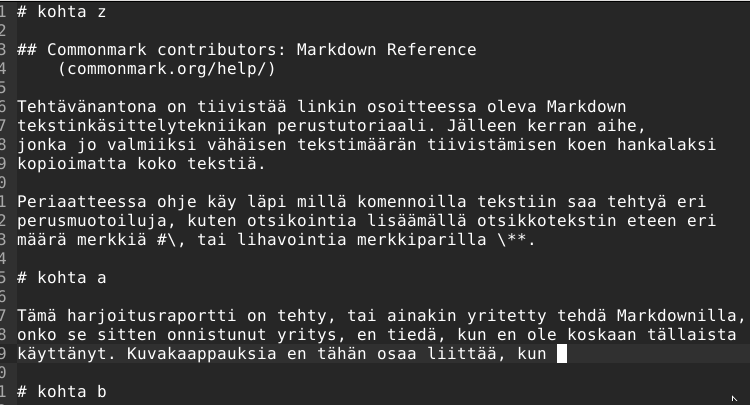 1 # kohta z
2
3 ## Commonmark contributors: Markdown Reference
4 (commonmark.org/help/)
5
6 Tehtävänantona on tiivistää linkin osoitteessa oleva Markdown
7 tekstinkäsittelytekniikan perustutoriaali. Jälleen kerran aihe,
8 jonka jo valmiiksi vähäisen tekstimäärän tiivistämisen koen hankalaksi
9 kopioimatta koko tekstiä.
0
1 Periaatteessa ohje käy läpi millä komennoilla tekstiin saa tehtyä eri
2 perusmuotoiluja, kuten otsikointia lisäämällä otsikkotekstin eteen eri
3 määrä merkkiä #\, tai lihavointia merkkiparilla \**.
4
5 # kohta a
6
7 Tämä harjoitusraportti on tehty, tai ainakin yritetty tehdä Markdownilla,
8 onko se sitten onnistunut yritys, en tiedä, kun en ole koskaan tällaista
9 käyttänyt. Kuvakaappauksia en tähän osaa liittää, kun
0
1 # kohta b